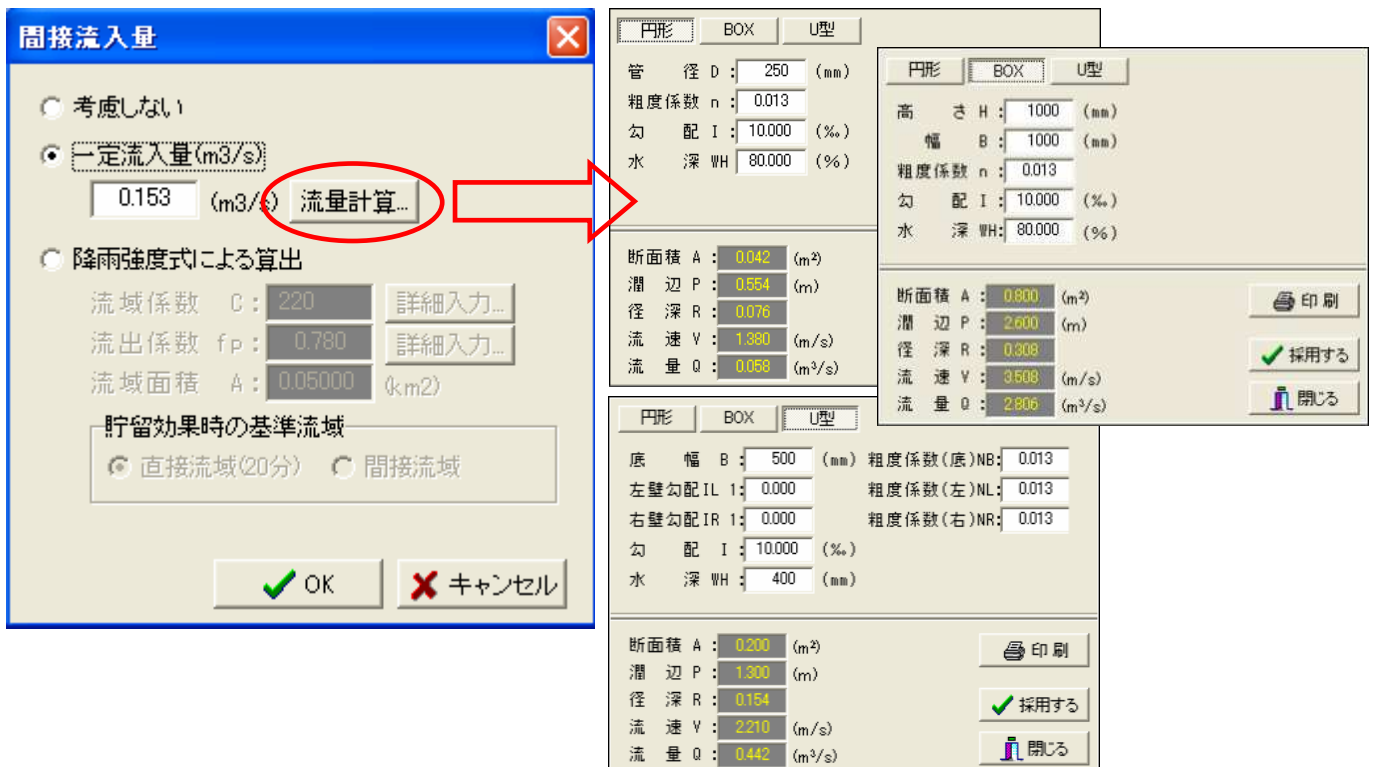 間接流入量
考慮しない
一定流入量(m3/s)
0.153 (m3/s) 流量計算...
降雨強度式による算出
流域係数 C: 220 詳細入力...
流出係数 fp: 0.780 詳細入力...
流域面積 A: 0.05000 (km2)
貯留効果時の基準流域
直接流域(20分) 間接流域
OK キャンセル
円形 BOX U型
管 径 D : 250 (mm)
粗度係数 n : 0.013
勾 配 I : 10.000 (‰)
水 深 WH 80.000 (%)
断面積 A : 0.042 (m²)
潤 辺 P : 0.554 (m)
径 深 R : 0.076
流 速 V : 1.380 (m/s)
流 量 Q : 0.058 (m³/s)
円形 BOX U型
高 さ H : 1000 (mm)
幅 B : 1000 (mm)
粗度係数 n : 0.013
勾 配 I : 10.000 (‰)
水 深 WH: 80.000 (%)
断面積 A : 0.800 (m²)
潤 辺 P : 2.600 (m)
径 深 R : 0.308
流 速 V : 3.508 (m/s)
流 量 Q : 2.806 (m³/s)
印刷
採用する
閉じる
円形 BOX U型
底 幅 B : 500 (mm) 粗度係数(底)NB: 0.013
左壁勾配IL 1: 0.000 粗度係数(左)NL: 0.013
右壁勾配IR 1: 0.000 粗度係数(右)NR: 0.013
勾 配 I : 10.000 (‰)
水 深 WH : 400 (mm)
断面積 A : 0.200 (m²)
潤 辺 P : 1.300 (m)
径 深 R : 0.154
流 速 V : 2.210 (m/s)
流 量 Q : 0.442 (m³/s)
印刷
採用する
閉じる